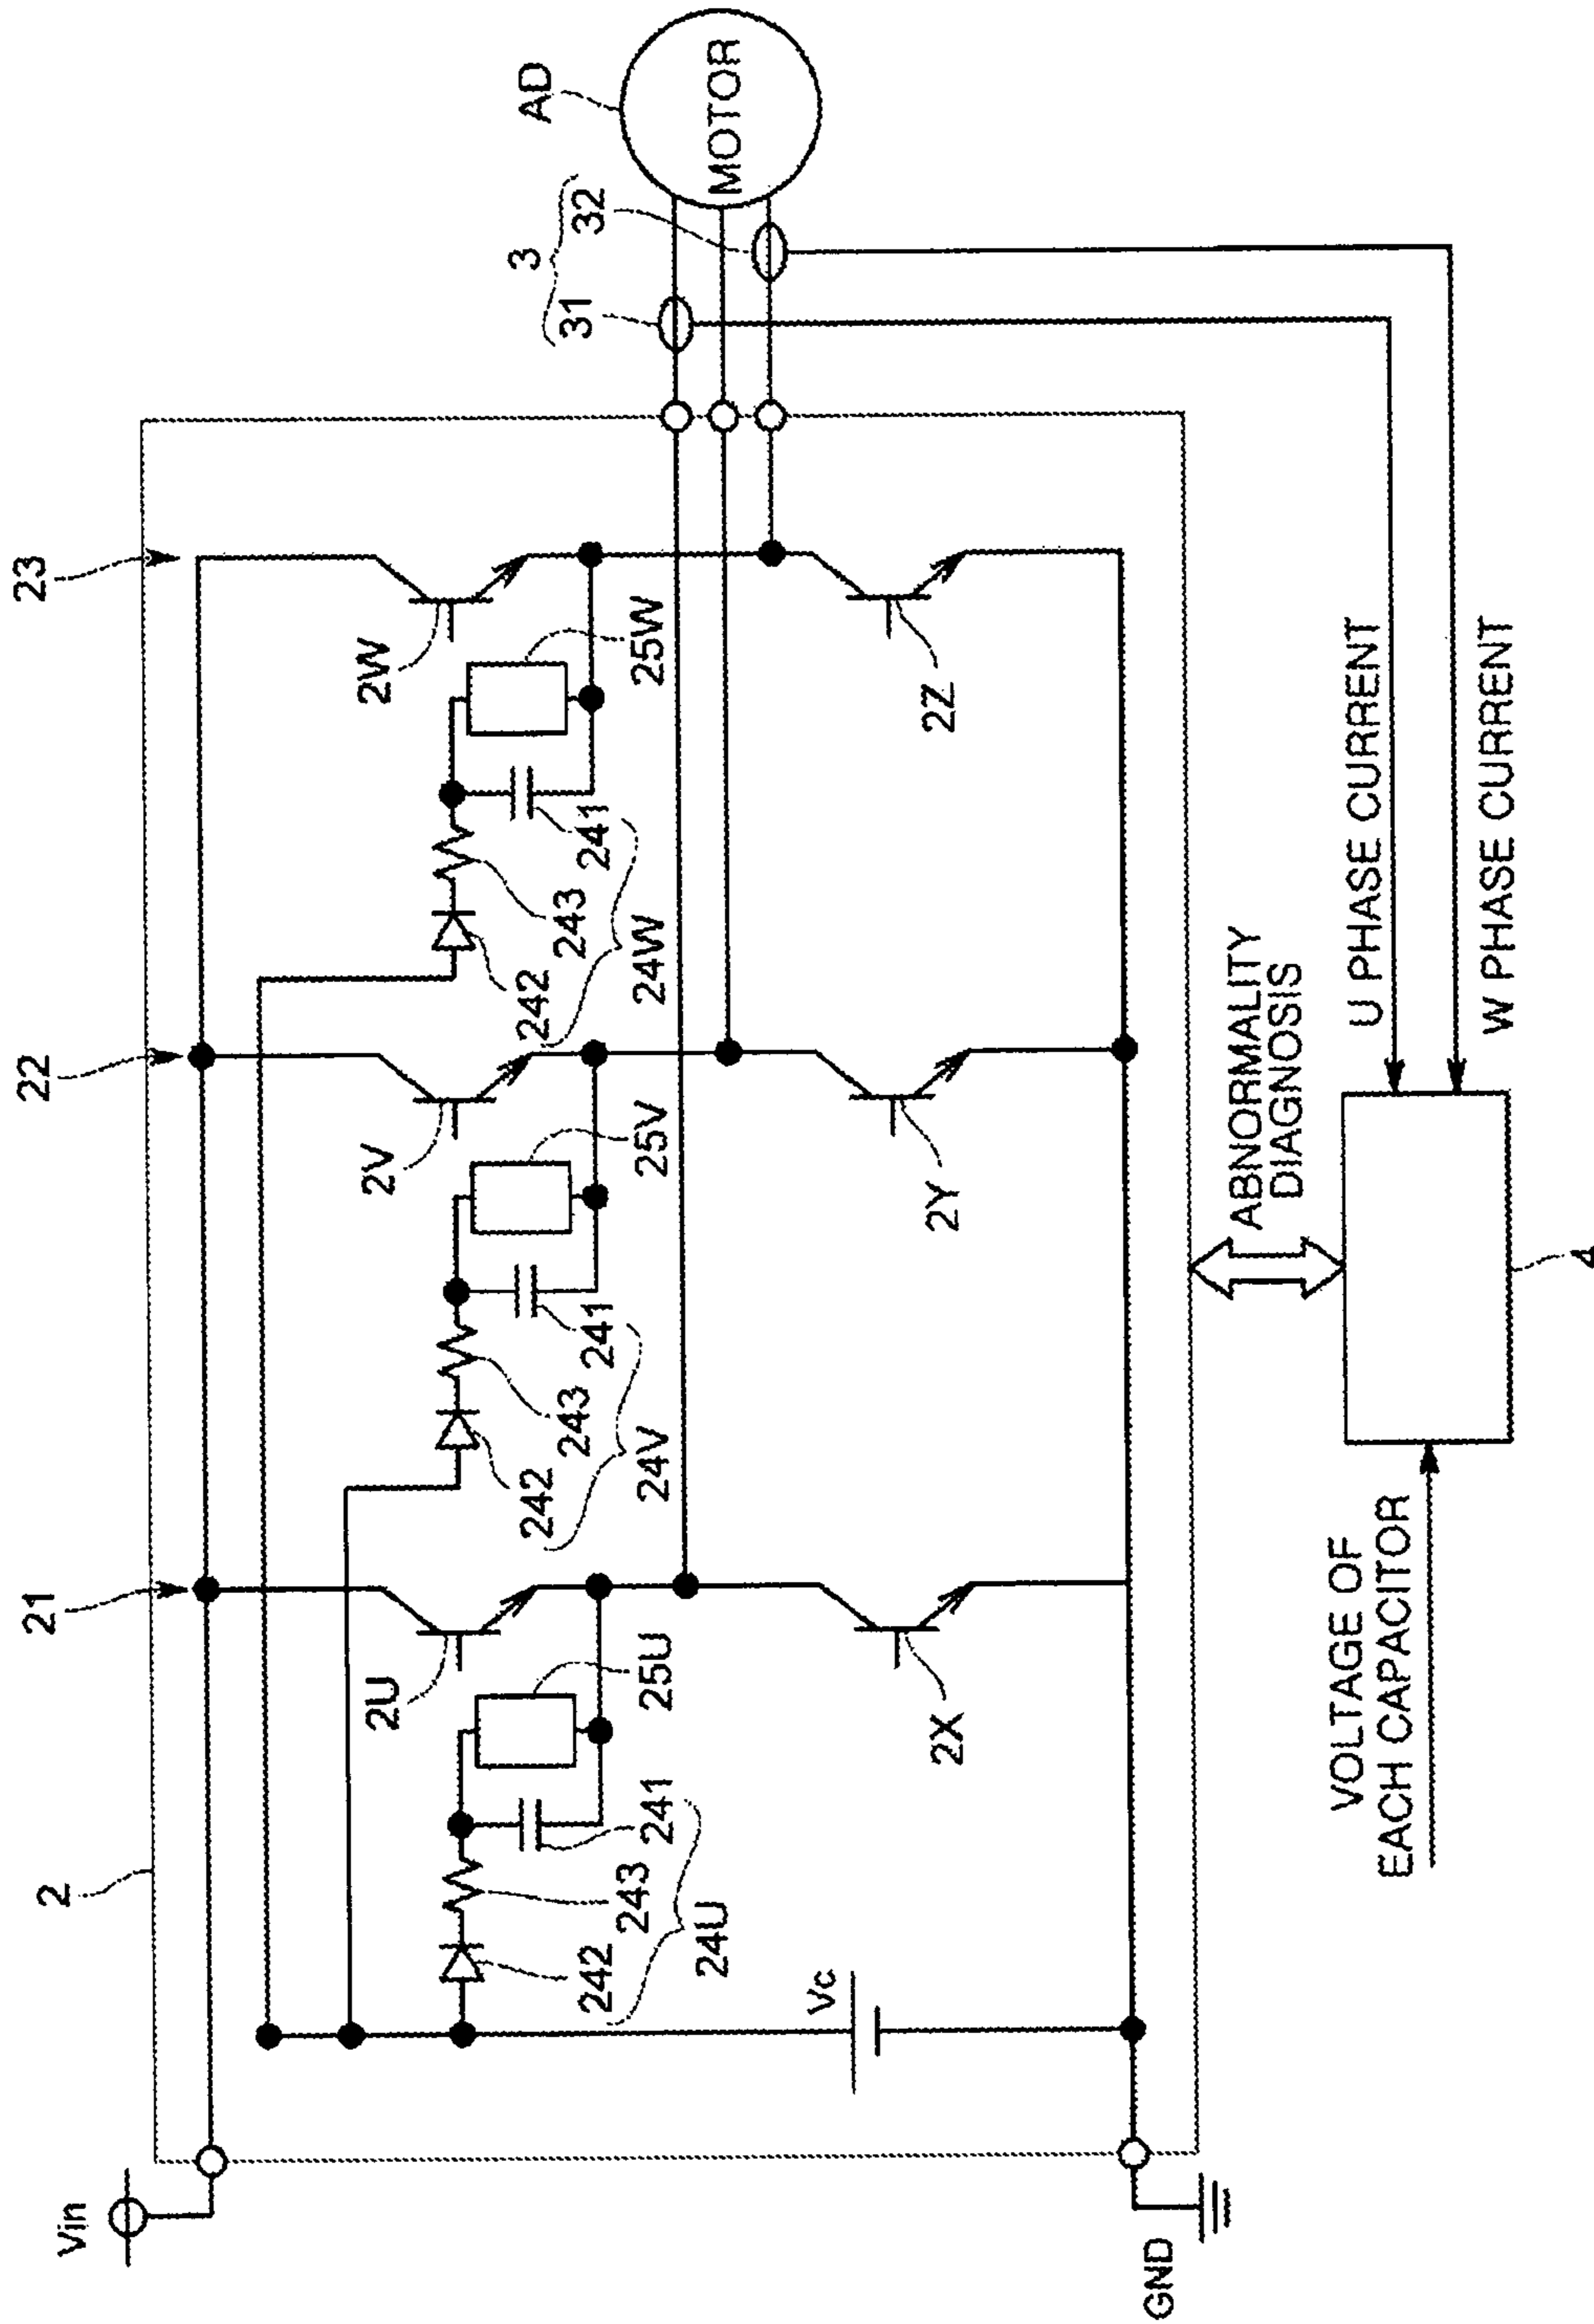 Vin
2
21
22
23
2U
2V
2W
25U
25V
25W
242
243
241
24U
242
243
241
24V
242
243
241
24W
Vc
2X
2Y
2Z
3
31
32
AD
MOTOR
GND
VOLTAGE OF
EACH CAPACITOR
ABNORMALITY
DIAGNOSIS
U PHASE CURRENT
W PHASE CURRENT
4